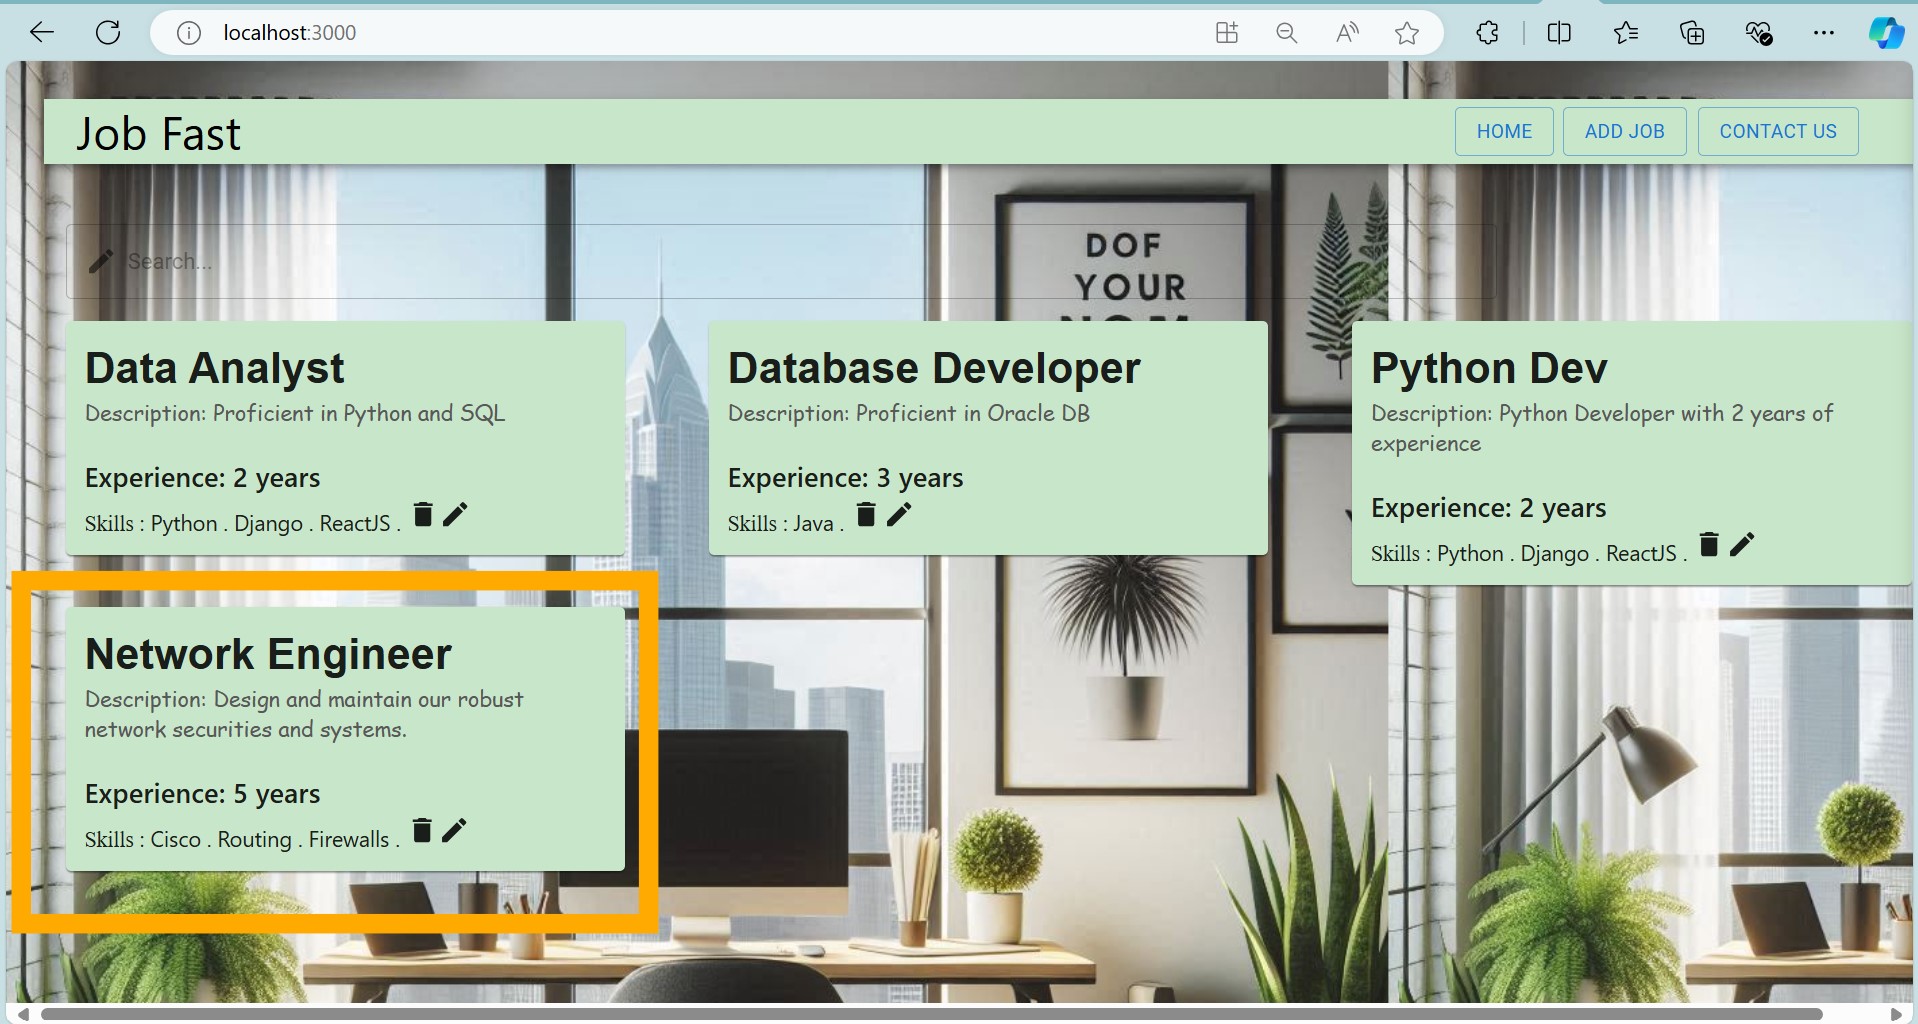 localhost:3000
Job Fast
HOME
ADD JOB
CONTACT US
Search...
DOF
YOUR
Data Analyst
Description: Proficient in Python and SQL
Experience: 2 years
Skills : Python . Django . ReactJS .
Database Developer
Description: Proficient in Oracle DB
Experience: 3 years
Skills : Java .
Python Dev
Description: Python Developer with 2 years of
experience
Experience: 2 years
Skills : Python . Django . ReactJS .
Network Engineer
Description: Design and maintain our robust
network securities and systems.
Experience: 5 years
Skills : Cisco . Routing . Firewalls .